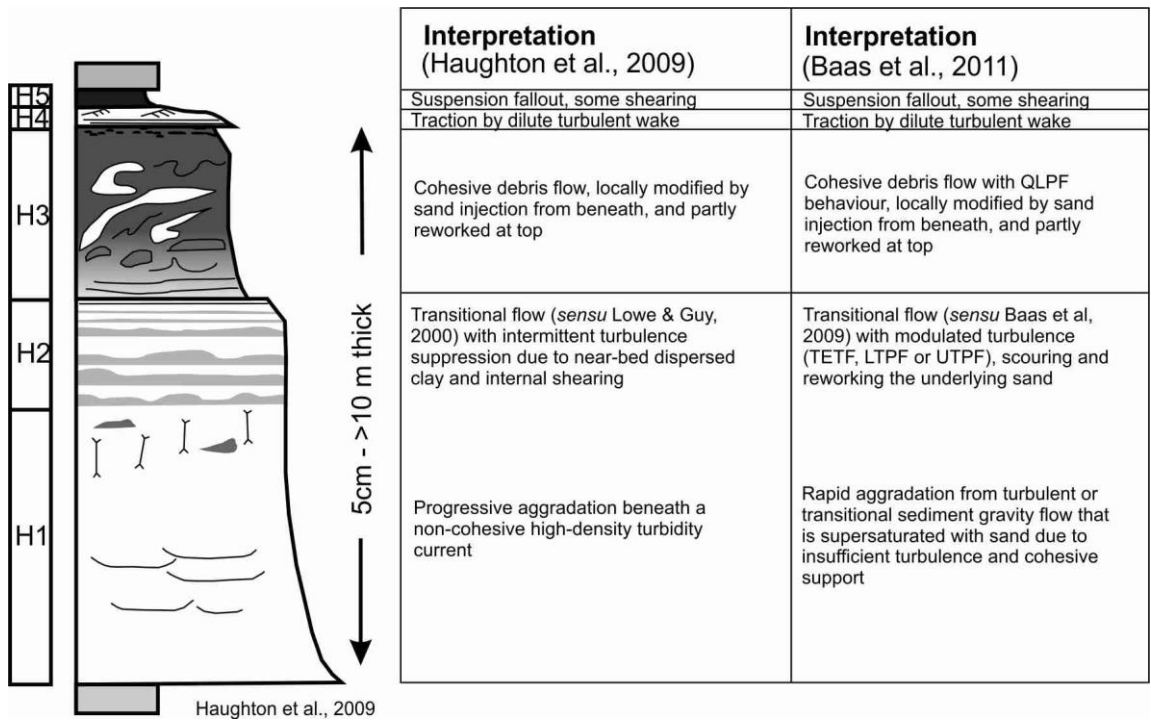 Interpretation
(Haughton et al., 2009)
Interpretation
(Baas et al., 2011)
H5
Suspension fallout, some shearing
Suspension fallout, some shearing
H4
Traction by dilute turbulent wake
Traction by dilute turbulent wake
H3
Cohesive debris flow, locally modified by
sand injection from beneath, and partly
reworked at top
Cohesive debris flow with QLPF
behaviour, locally modified by sand
injection from beneath, and partly
reworked at top
5cm - >10 m thick
H2
Transitional flow (sensu Lowe & Guy,
2000) with intermittent turbulence
suppression due to near-bed dispersed
clay and internal shearing
Transitional flow (sensu Baas et al,
2009) with modulated turbulence
(TETF, LTPF or UTPF), scouring and
reworking the underlying sand
H1
Progressive aggradation beneath a
non-cohesive high-density turbidity
current
Rapid aggradation from turbulent or
transitional sediment gravity flow that
is supersaturated with sand due to
insufficient turbulence and cohesive
support
Haughton et al., 2009